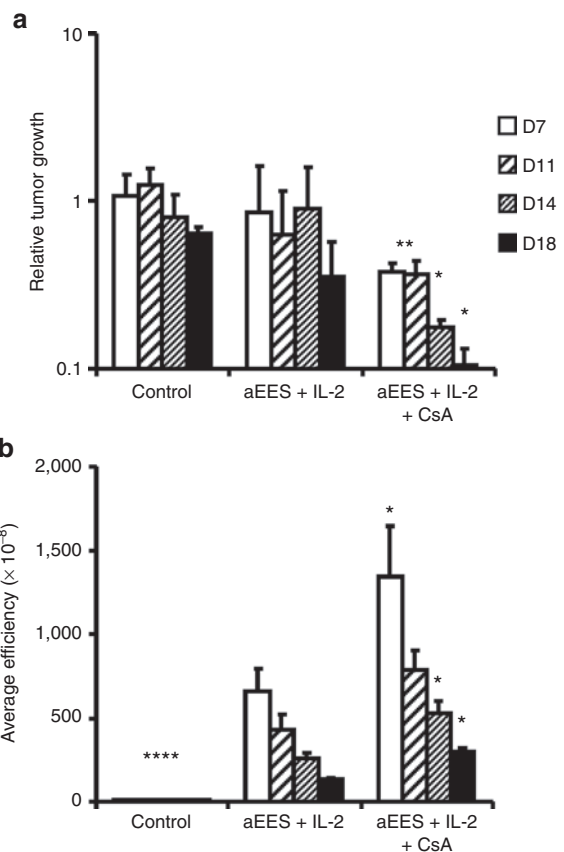 a
10
1
0.1
Relative tumor growth
D7
D11
D14
D18
**
*
*
Control
aEES + IL-2
aEES + IL-2
+ CsA
b
2,000
1,500
1,000
500
0
Average efficiency (× 10⁻⁸)
****
*
*
*
Control
aEES + IL-2
aEES + IL-2
+ CsA